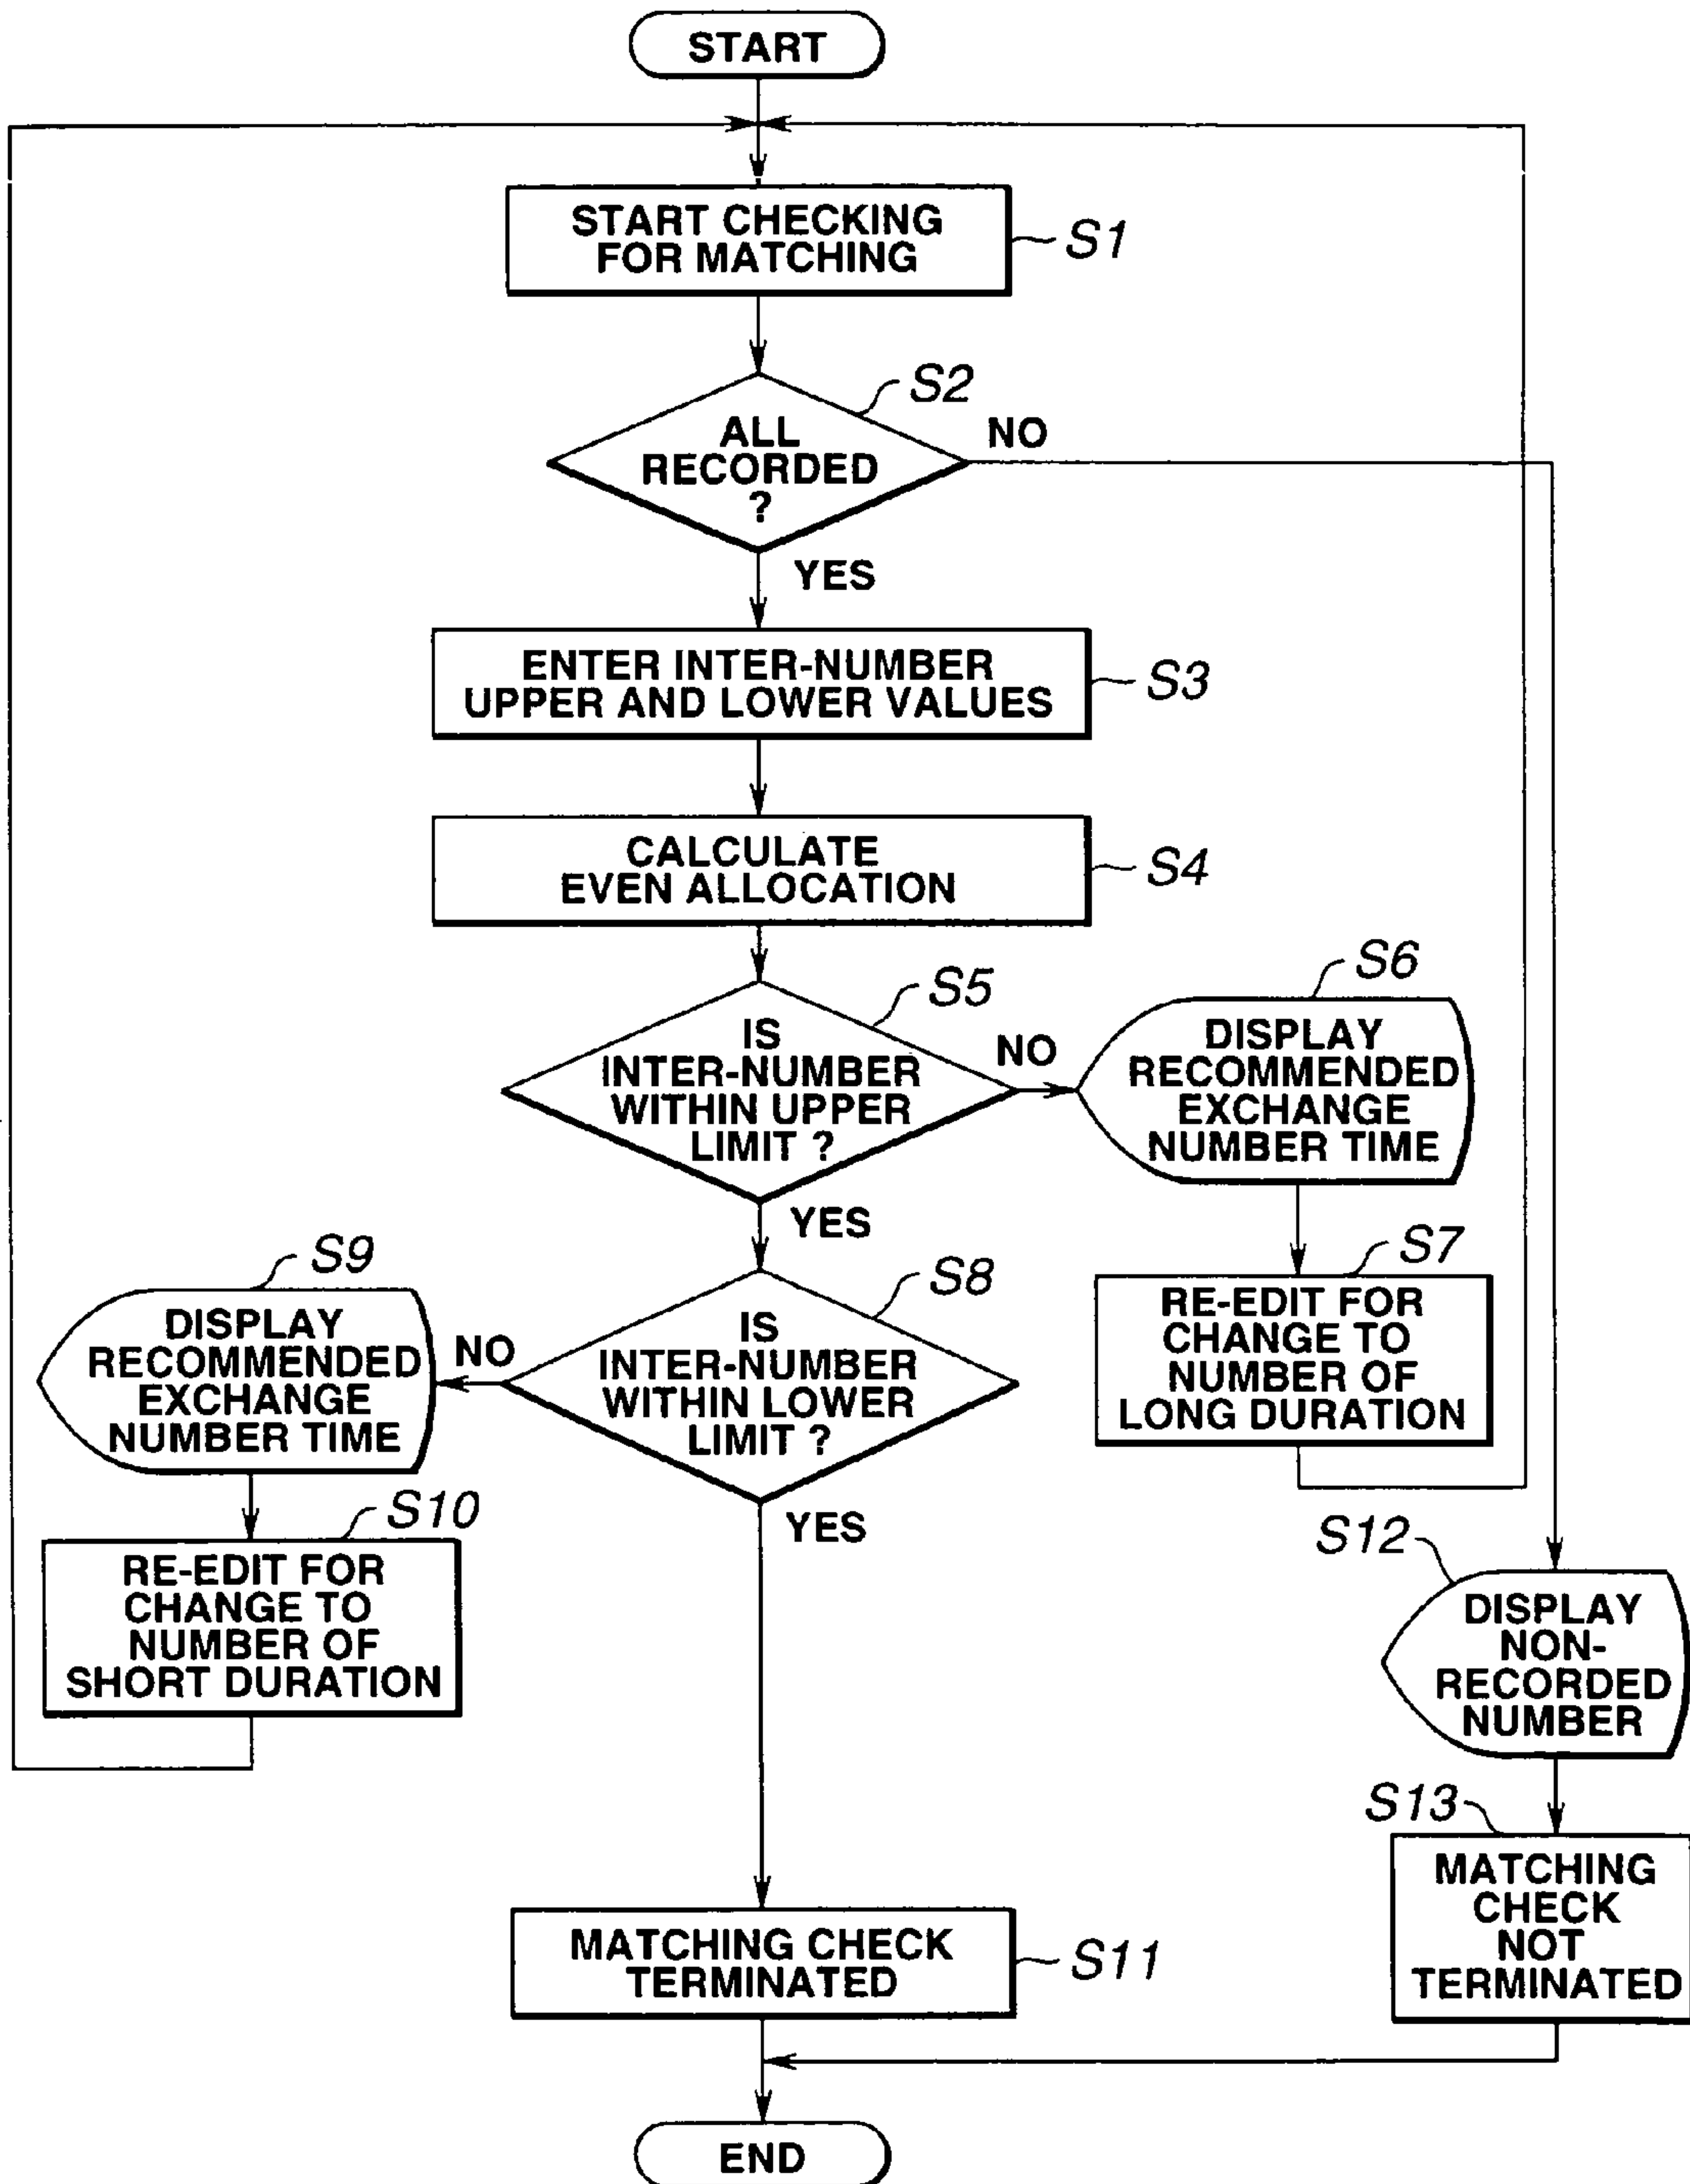 START
START CHECKING
FOR MATCHING
S1
S2
ALL
RECORDED
?
NO
YES
ENTER INTER-NUMBER
UPPER AND LOWER VALUES
S3
CALCULATE
EVEN ALLOCATION
S4
S5
IS
INTER-NUMBER
WITHIN UPPER
LIMIT ?
NO
YES
S6
DISPLAY
RECOMMENDED
EXCHANGE
NUMBER TIME
S7
RE-EDIT FOR
CHANGE TO
NUMBER OF
LONG DURATION
S8
IS
INTER-NUMBER
WITHIN LOWER
LIMIT ?
NO
YES
S9
DISPLAY
RECOMMENDED
EXCHANGE
NUMBER TIME
S10
RE-EDIT FOR
CHANGE TO
NUMBER OF
SHORT DURATION
S12
DISPLAY
NON-
RECORDED
NUMBER
S13
MATCHING
CHECK
NOT
TERMINATED
MATCHING CHECK
TERMINATED
S11
END